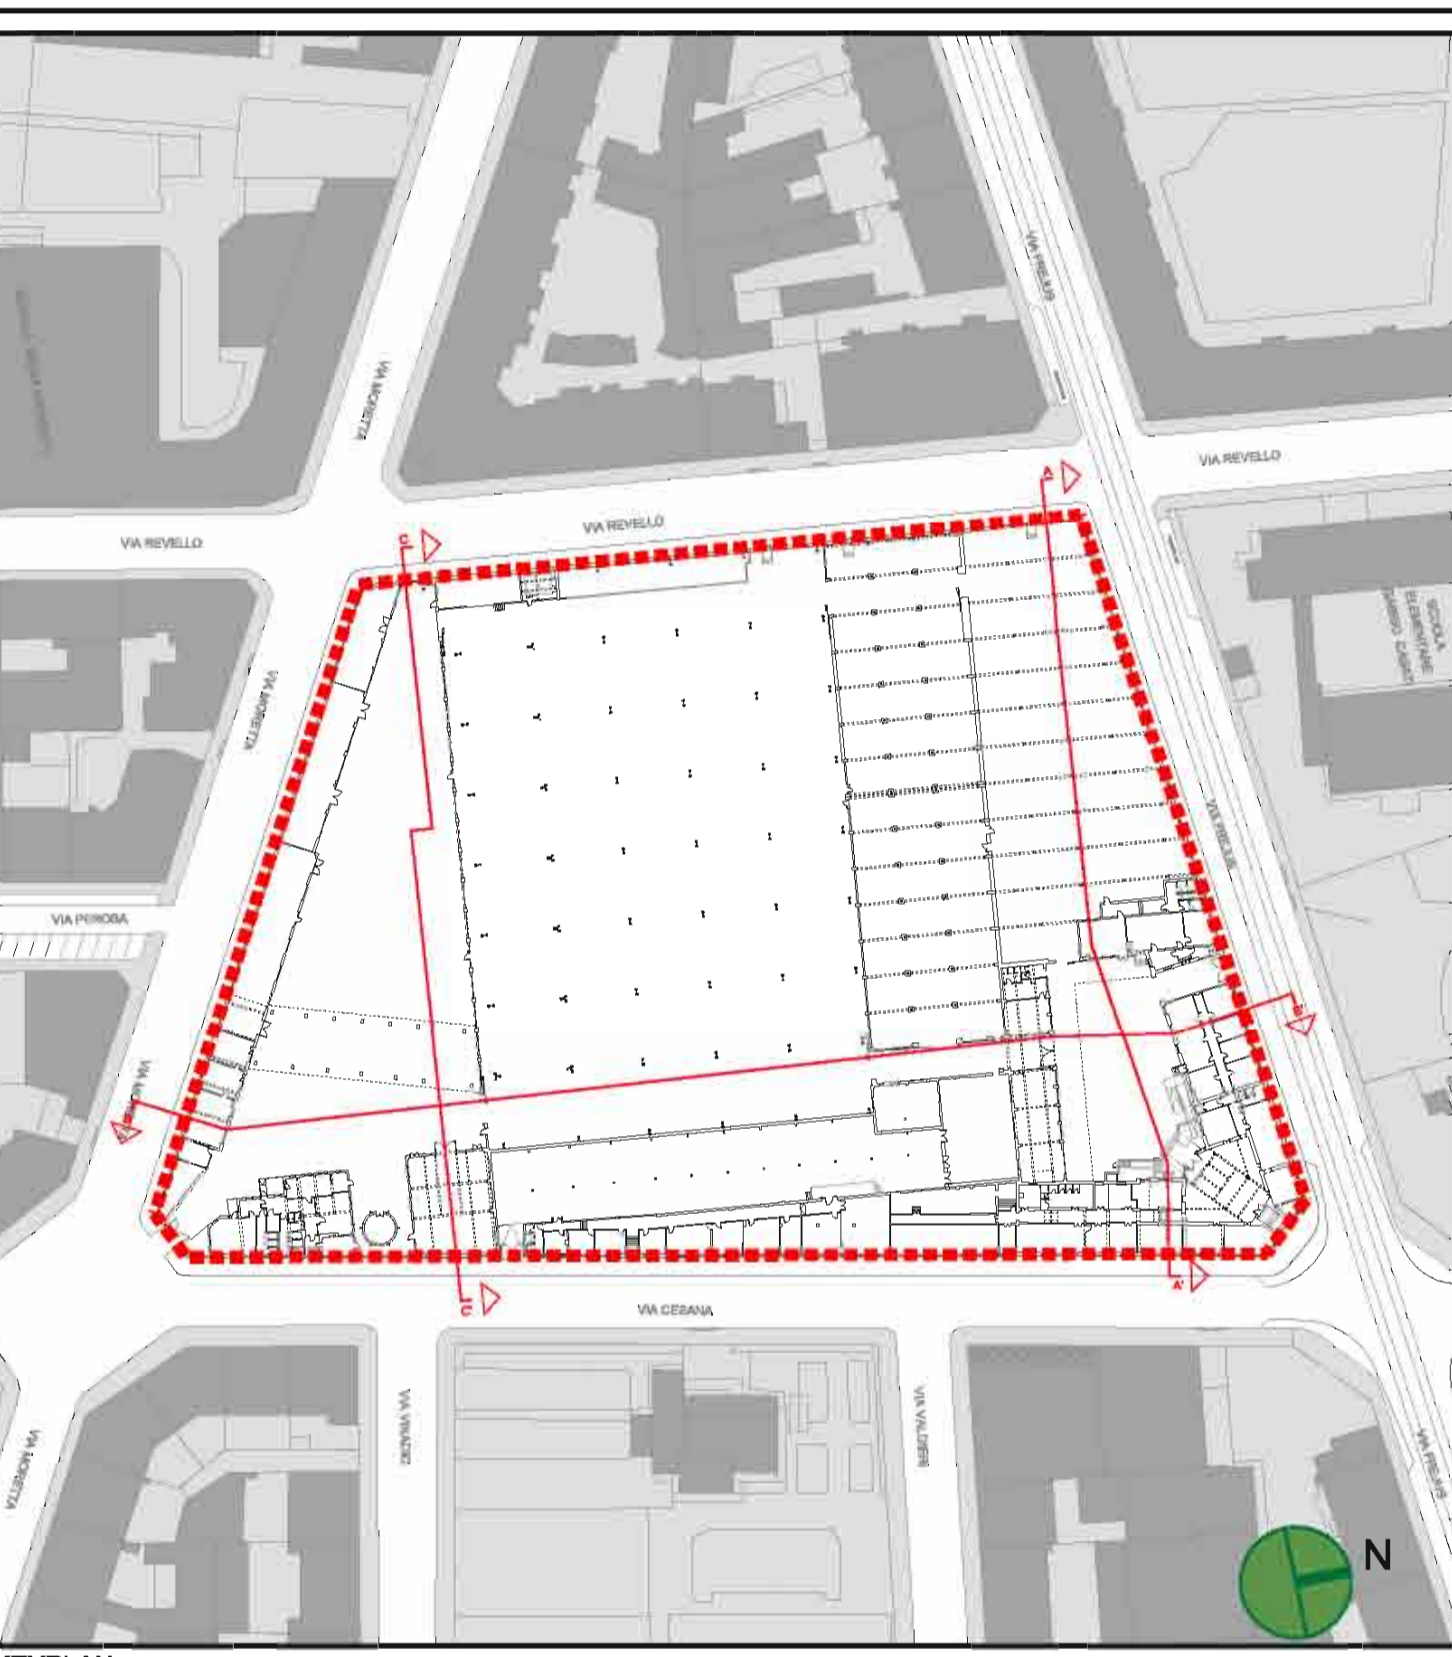 VIA FREJUS
VIA MORETTA
VIA REVELLO
A
VIA REVELLO
VIA REVELLO
C
SCUOLA
ELEMENTARE
VIA MORETTA
VIA FREJUS
VIA PEROSA
B'
A'
C'
VIA CESANA
VIA VINADIO
VIA VALDIERI
VIA MORETTA
VIA FREJUS
N